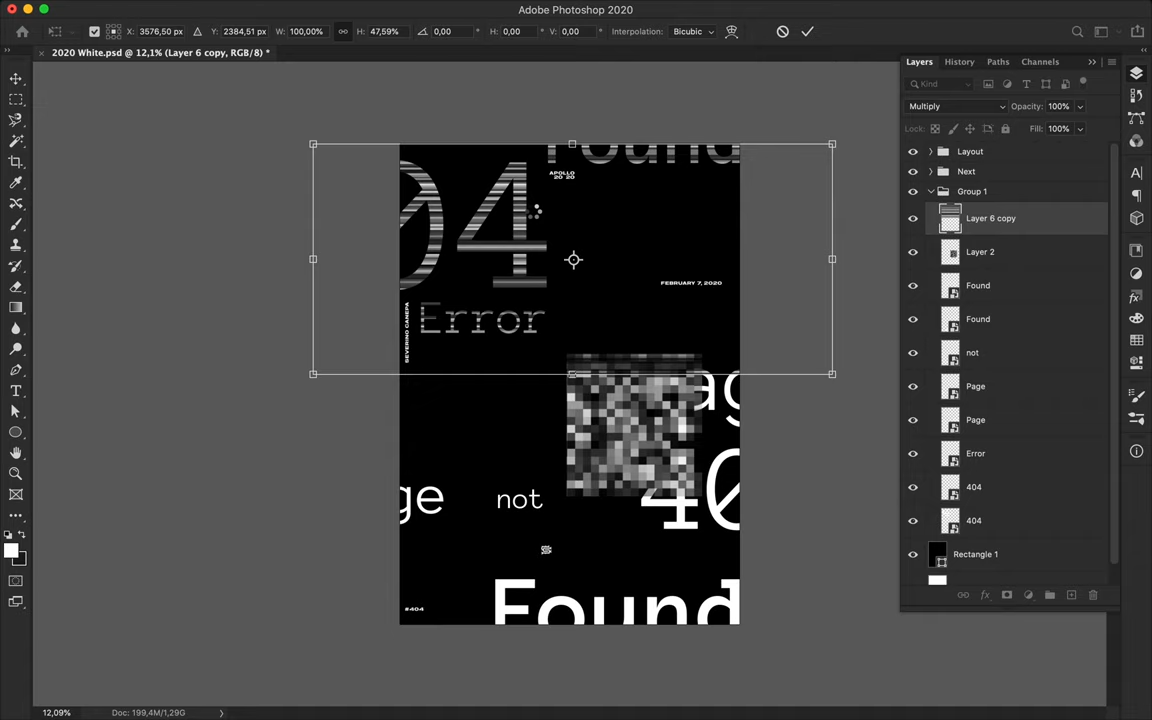 Adobe Photoshop 2020
X: 3576,50 px
Y: 2384,51 px
W: 100,00%
H: 47,59%
0,00
°
H: 0,00
°
V: 0,00
°
Interpolation:
Bicubic
2020 White.psd @ 12,1% (Layer 6 copy, RGB/8) *
Layers
History
Paths
Channels
Kind
Multiply
Opacity:
100%
Lock:
Fill:
100%
Layout
Next
Group 1
Layer 6 copy
Layer 2
Found
Found
not
Page
Page
Error
404
404
Rectangle 1
Found
04
APOLLO
20 20
FEBRUARY 7, 2020
SEVERINO CANEPA
Error
ag
ge
not
40
#404
Found
12,09%
Doc: 199,4M/1,29G